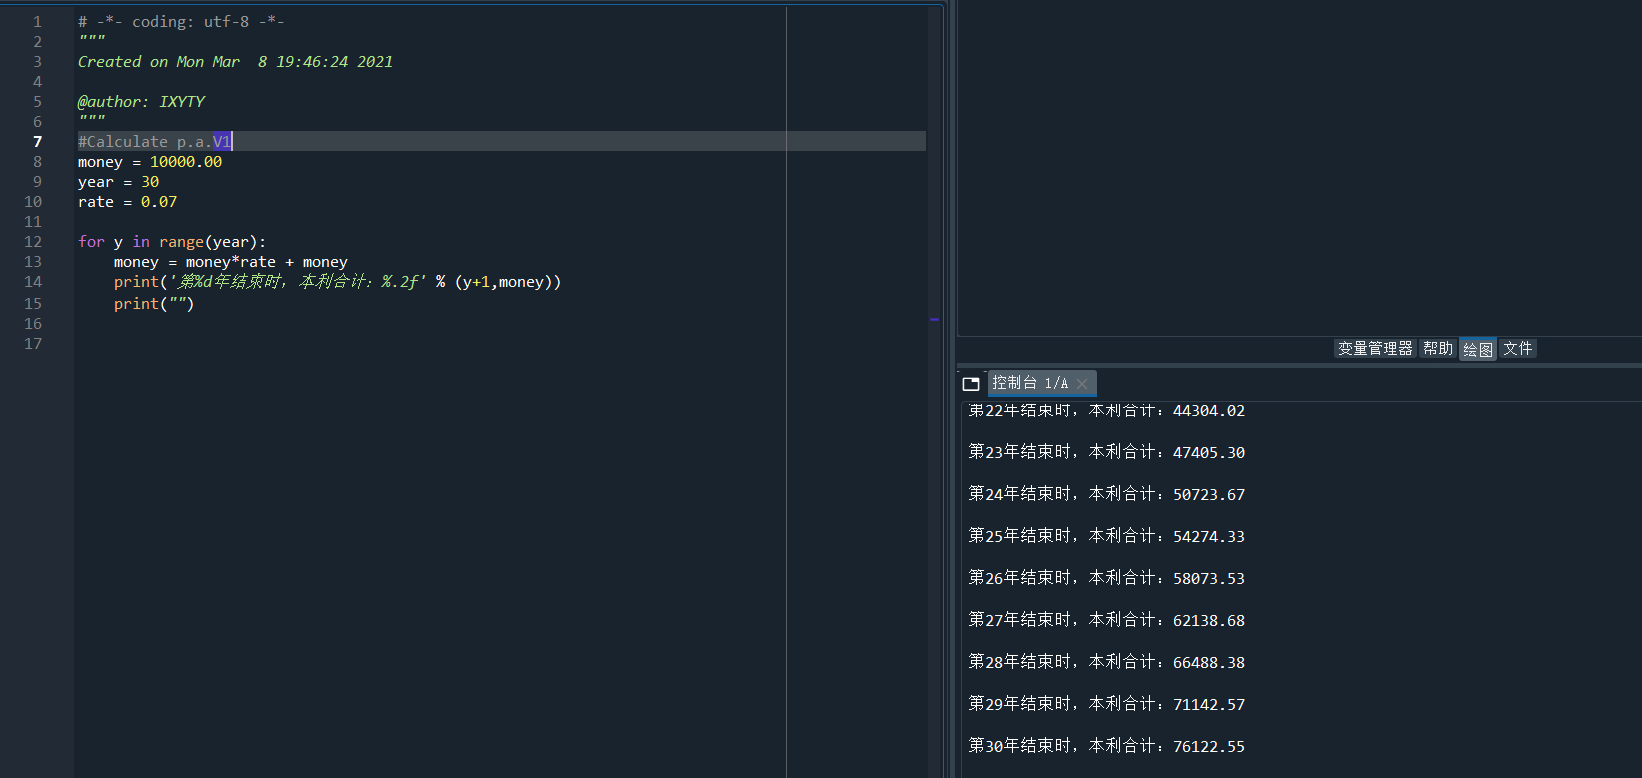 1 # -*- coding: utf-8 -*-
2 """
3 Created on Mon Mar  8 19:46:24 2021
4
5 @author: IXYTY
6 """
7 #Calculate p.a.V1
8 money = 10000.00
9 year = 30
10 rate = 0.07
11
12 for y in range(year):
13     money = money*rate + money
14     print('第%d年结束时，本利合计：%.2f' % (y+1,money))
15     print("")
16
17
变量管理器 帮助 绘图 文件
控制台 1/A
第22年结束时，本利合计：44304.02
第23年结束时，本利合计：47405.30
第24年结束时，本利合计：50723.67
第25年结束时，本利合计：54274.33
第26年结束时，本利合计：58073.53
第27年结束时，本利合计：62138.68
第28年结束时，本利合计：66488.38
第29年结束时，本利合计：71142.57
第30年结束时，本利合计：76122.55